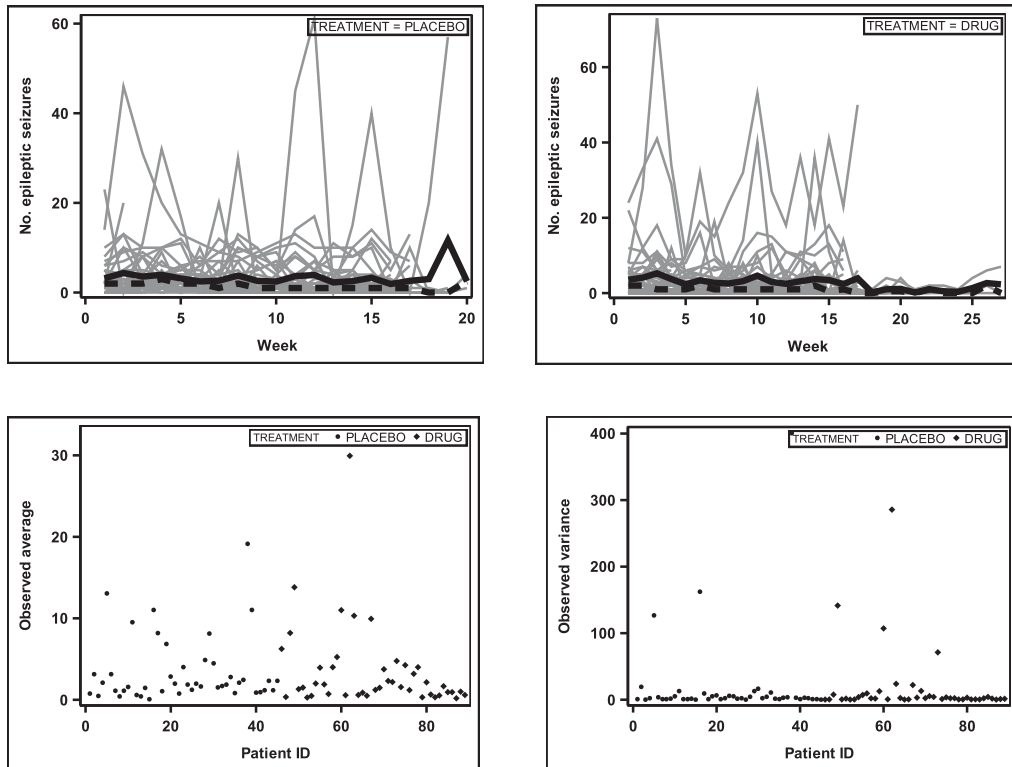 TREATMENT = PLACEBO
No. epileptic seizures
60
40
20
0
0 5 10 15 20
Week
TREATMENT = DRUG
No. epileptic seizures
60
40
20
0
0 5 10 15 20 25
Week
TREATMENT PLACEBO DRUG
Observed average
30
20
10
0
0 20 40 60 80
Patient ID
TREATMENT PLACEBO DRUG
Observed variance
400
300
200
100
0
0 20 40 60 80
Patient ID